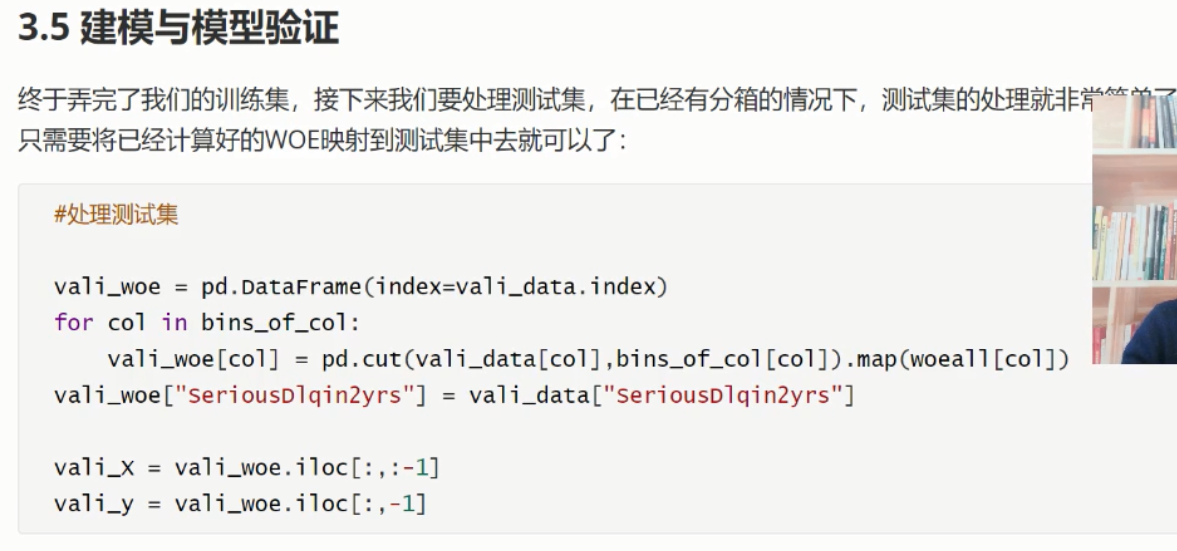 3.5 建模与模型验证
终于弄完了我们的训练集，接下来我们要处理测试集，在已经有分箱的情况下，测试集的处理就非常简单了
只需要将已经计算好的WOE映射到测试集中去就可以了：
#处理测试集
vali_woe = pd.DataFrame(index=vali_data.index)
for col in bins_of_col:
    vali_woe[col] = pd.cut(vali_data[col],bins_of_col[col]).map(woeall[col])
vali_woe["SeriousDlqin2yrs"] = vali_data["SeriousDlqin2yrs"]
vali_X = vali_woe.iloc[:,:-1]
vali_y = vali_woe.iloc[:,-1]